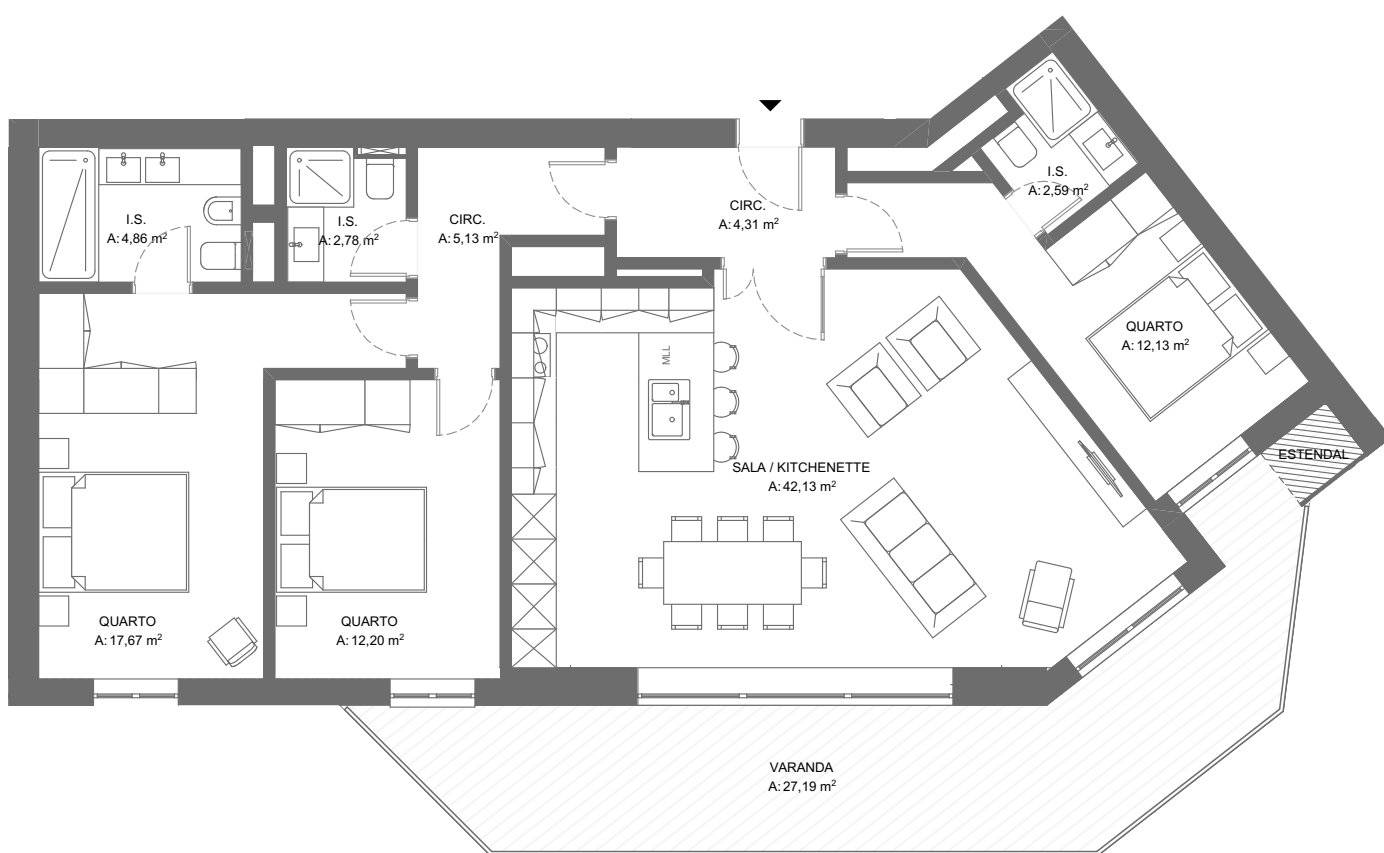 I.S.
A: 4,86 m²
I.S.
A: 2,78 m²
CIRC.
A: 5,13 m²
CIRC.
A: 4,31 m²
I.S.
A: 2,59 m²
QUARTO
A: 12,13 m²
MLL
ESTENDAL
SALA / KITCHENETTE
A: 42,13 m²
QUARTO
A: 17,67 m²
QUARTO
A: 12,20 m²
VARANDA
A: 27,19 m²